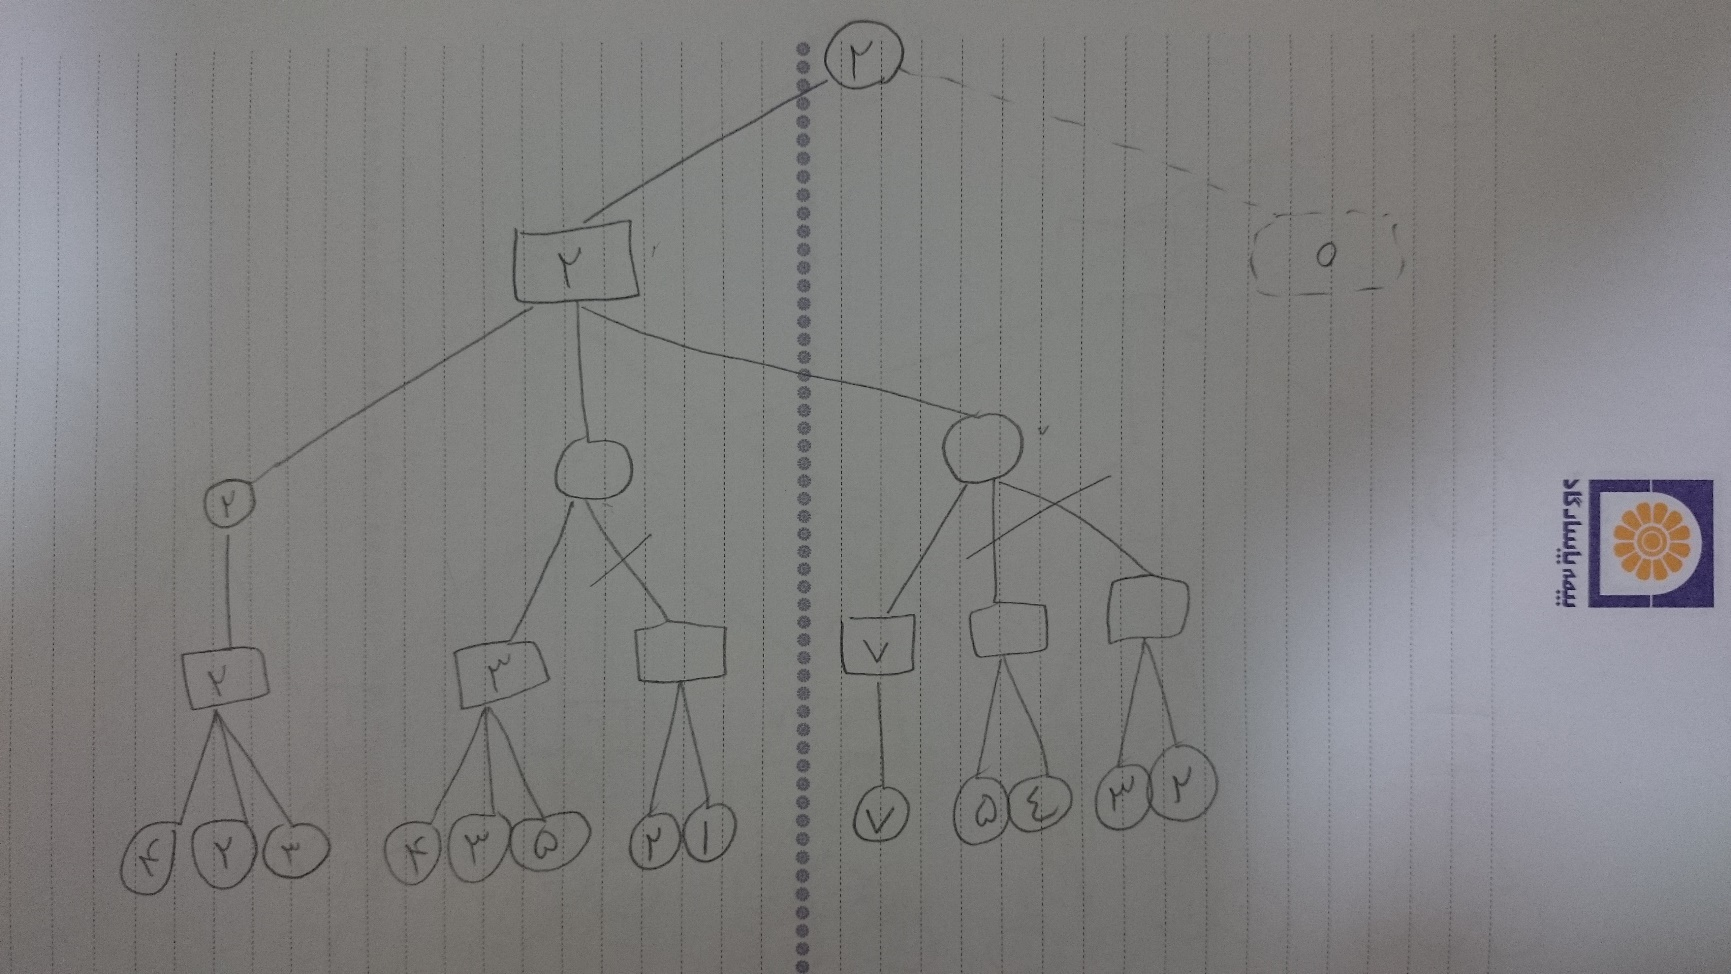 ۲
۲ ۵
۲
۲ ۳ ۷
۴ ۲ ۳ ۴ ۳ ۵ ۲ ۱ ۷ ۵ ٤ ۳ ۲
بیمه پاسارگاد